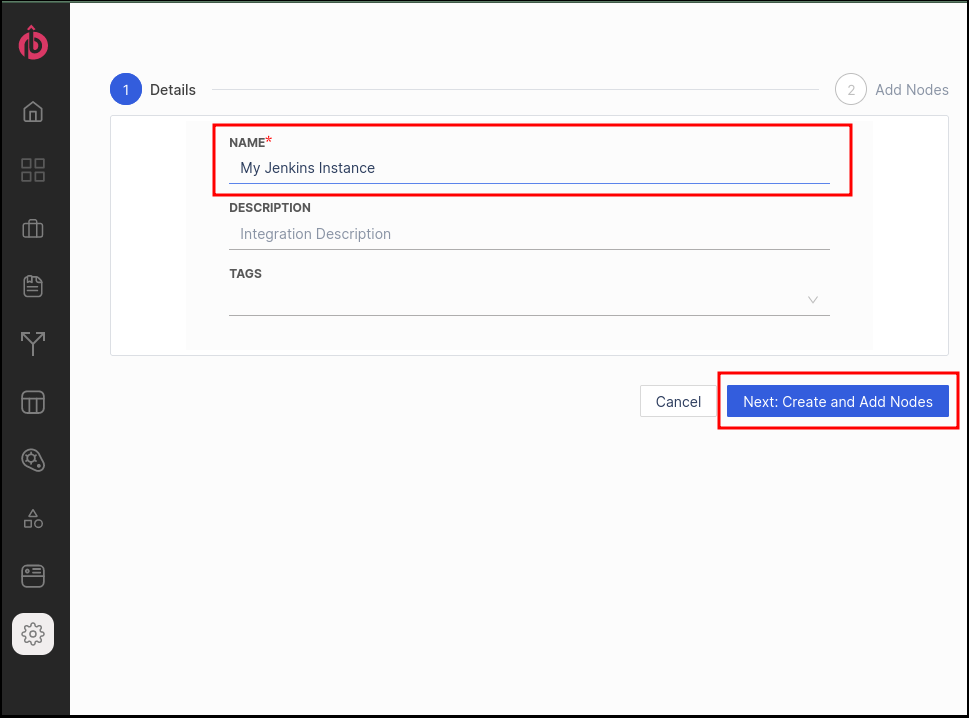 1 Details
2 Add Nodes
NAME*
My Jenkins Instance
DESCRIPTION
Integration Description
TAGS
Cancel
Next: Create and Add Nodes